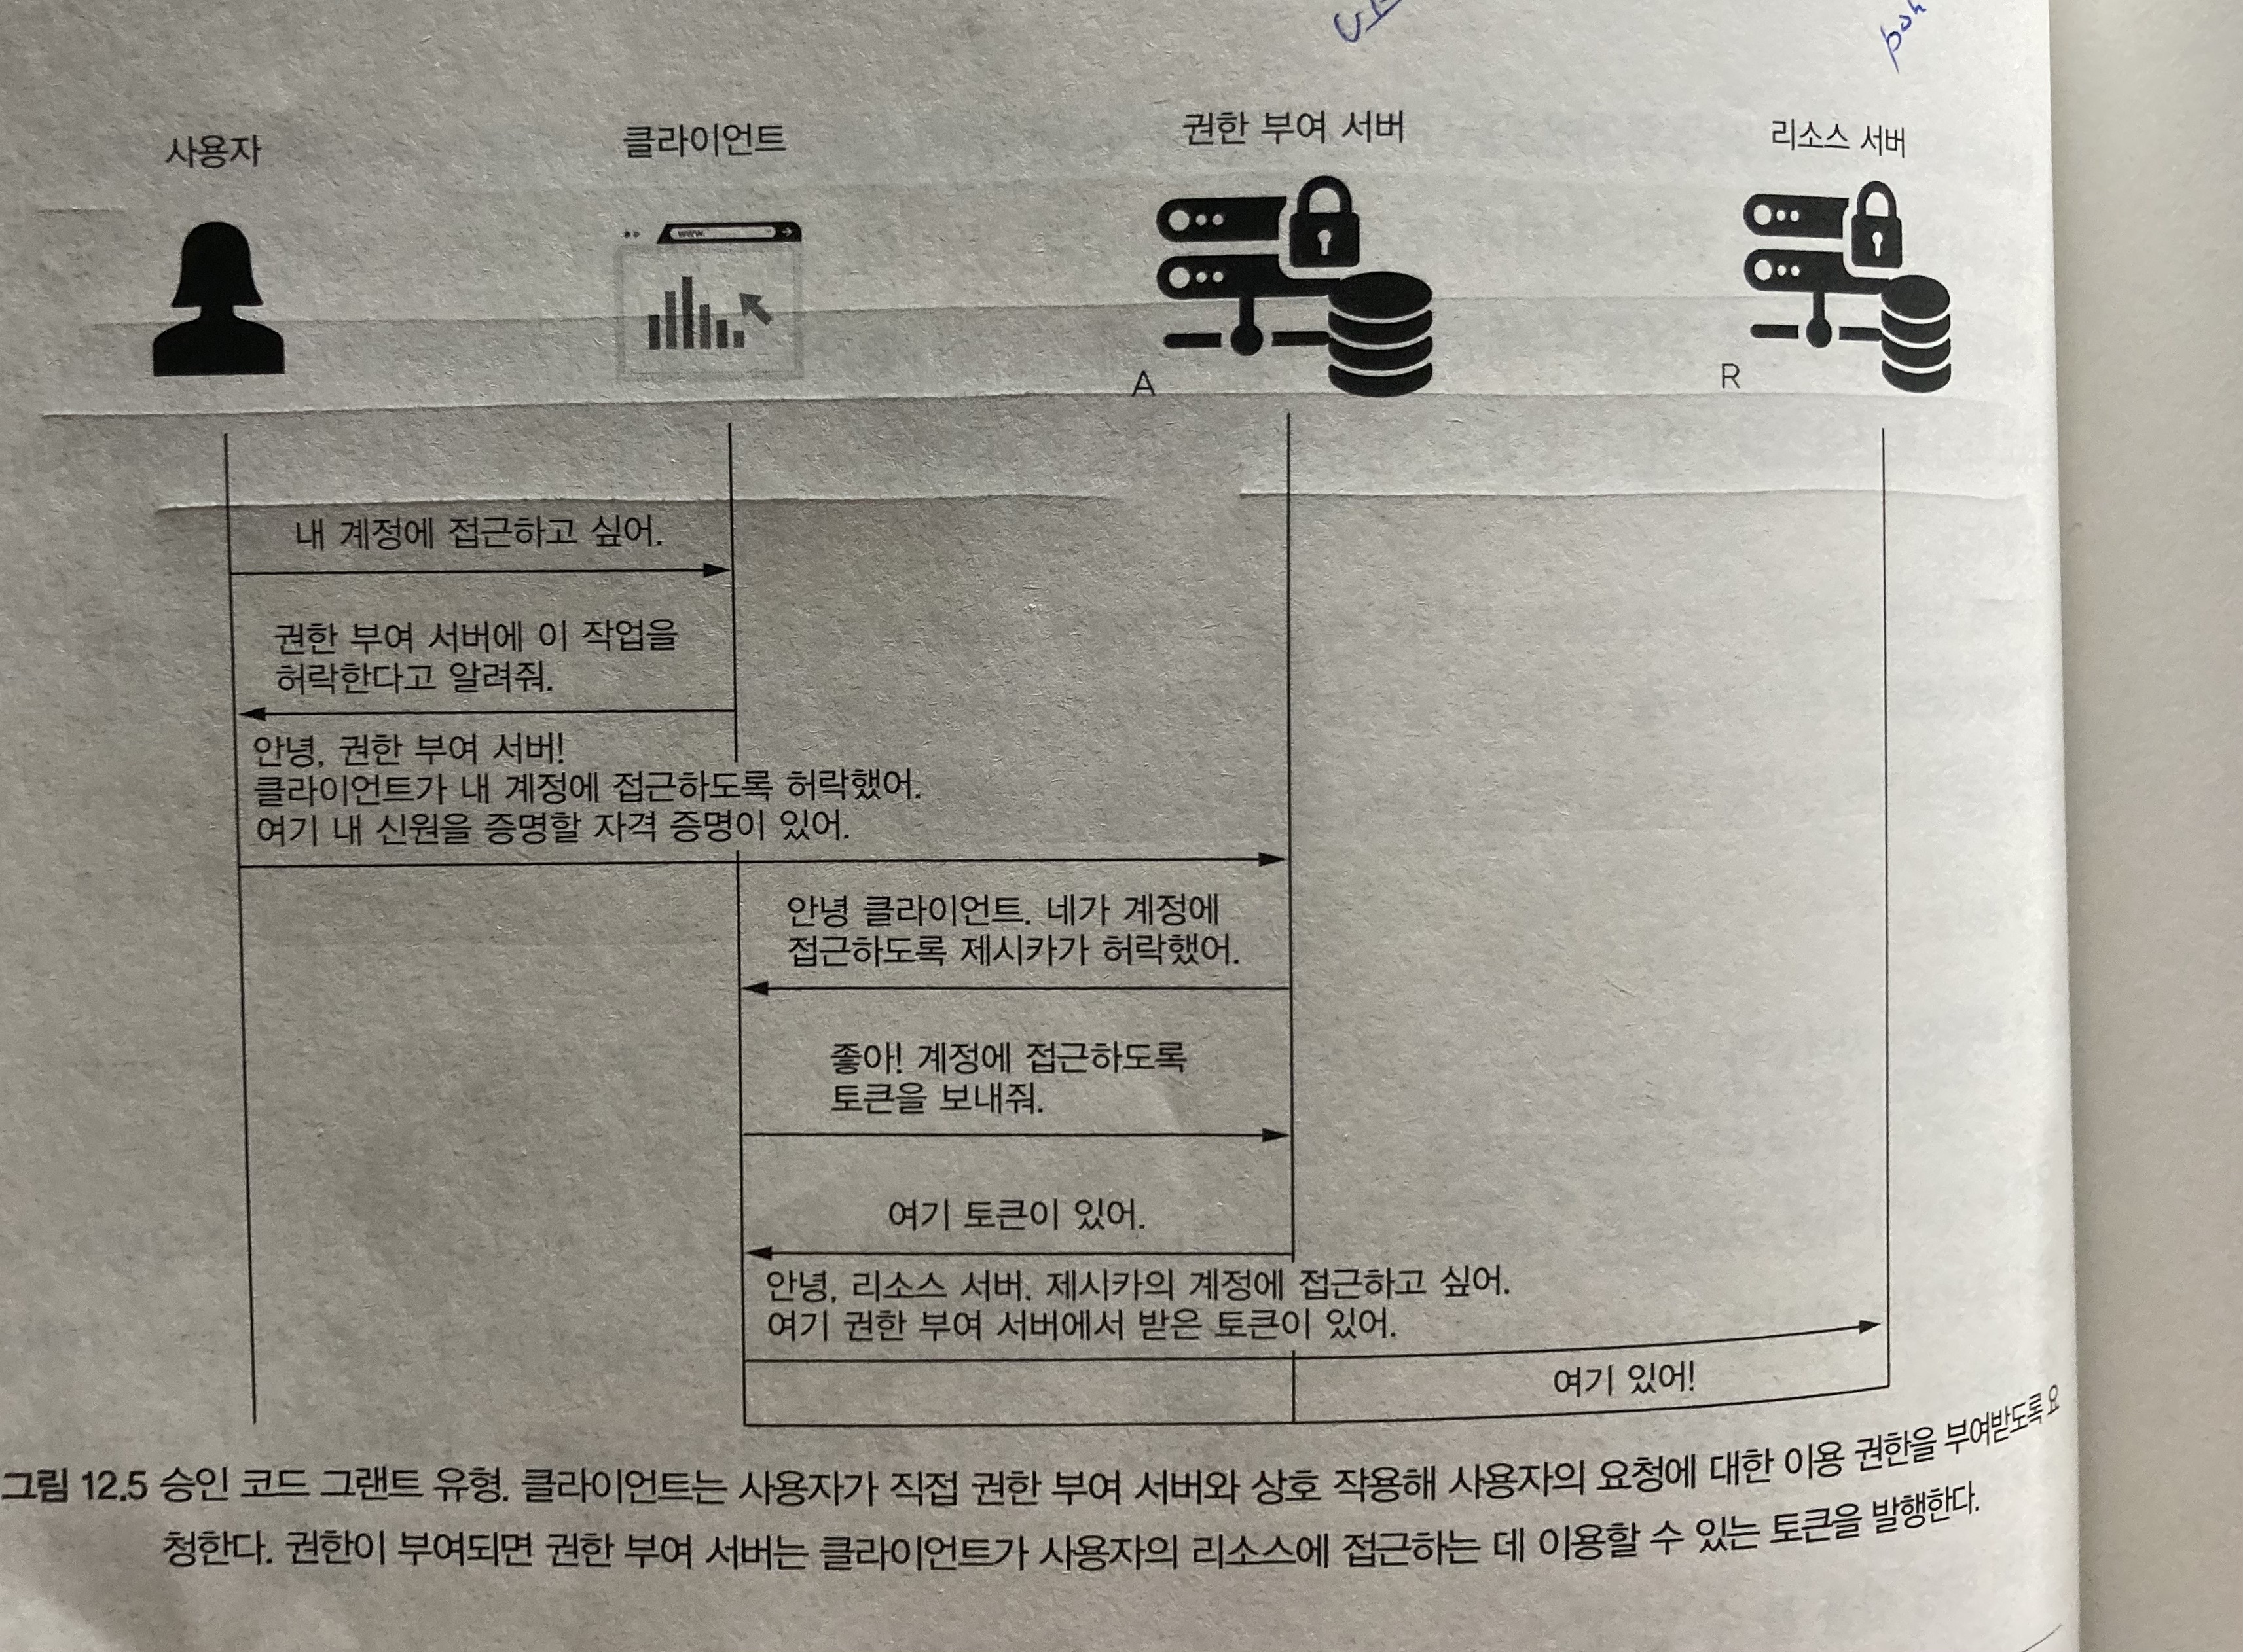 사용자
클라이언트
권한 부여 서버
리소스 서버
www.
A
R
내 계정에 접근하고 싶어.
권한 부여 서버에 이 작업을
허락한다고 알려줘.
안녕, 권한 부여 서버!
클라이언트가 내 계정에 접근하도록 허락했어.
여기 내 신원을 증명할 자격 증명이 있어.
안녕 클라이언트. 네가 계정에
접근하도록 제시카가 허락했어.
좋아! 계정에 접근하도록
토큰을 보내줘.
여기 토큰이 있어.
안녕, 리소스 서버. 제시카의 계정에 접근하고 싶어.
여기 권한 부여 서버에서 받은 토큰이 있어.
여기 있어!
그림 12.5 승인 코드 그랜트 유형. 클라이언트는 사용자가 직접 권한 부여 서버와 상호 작용해 사용자의 요청에 대한 이용 권한을 부여받도록 요
청한다. 권한이 부여되면 권한 부여 서버는 클라이언트가 사용자의 리소스에 접근하는 데 이용할 수 있는 토큰을 발행한다.